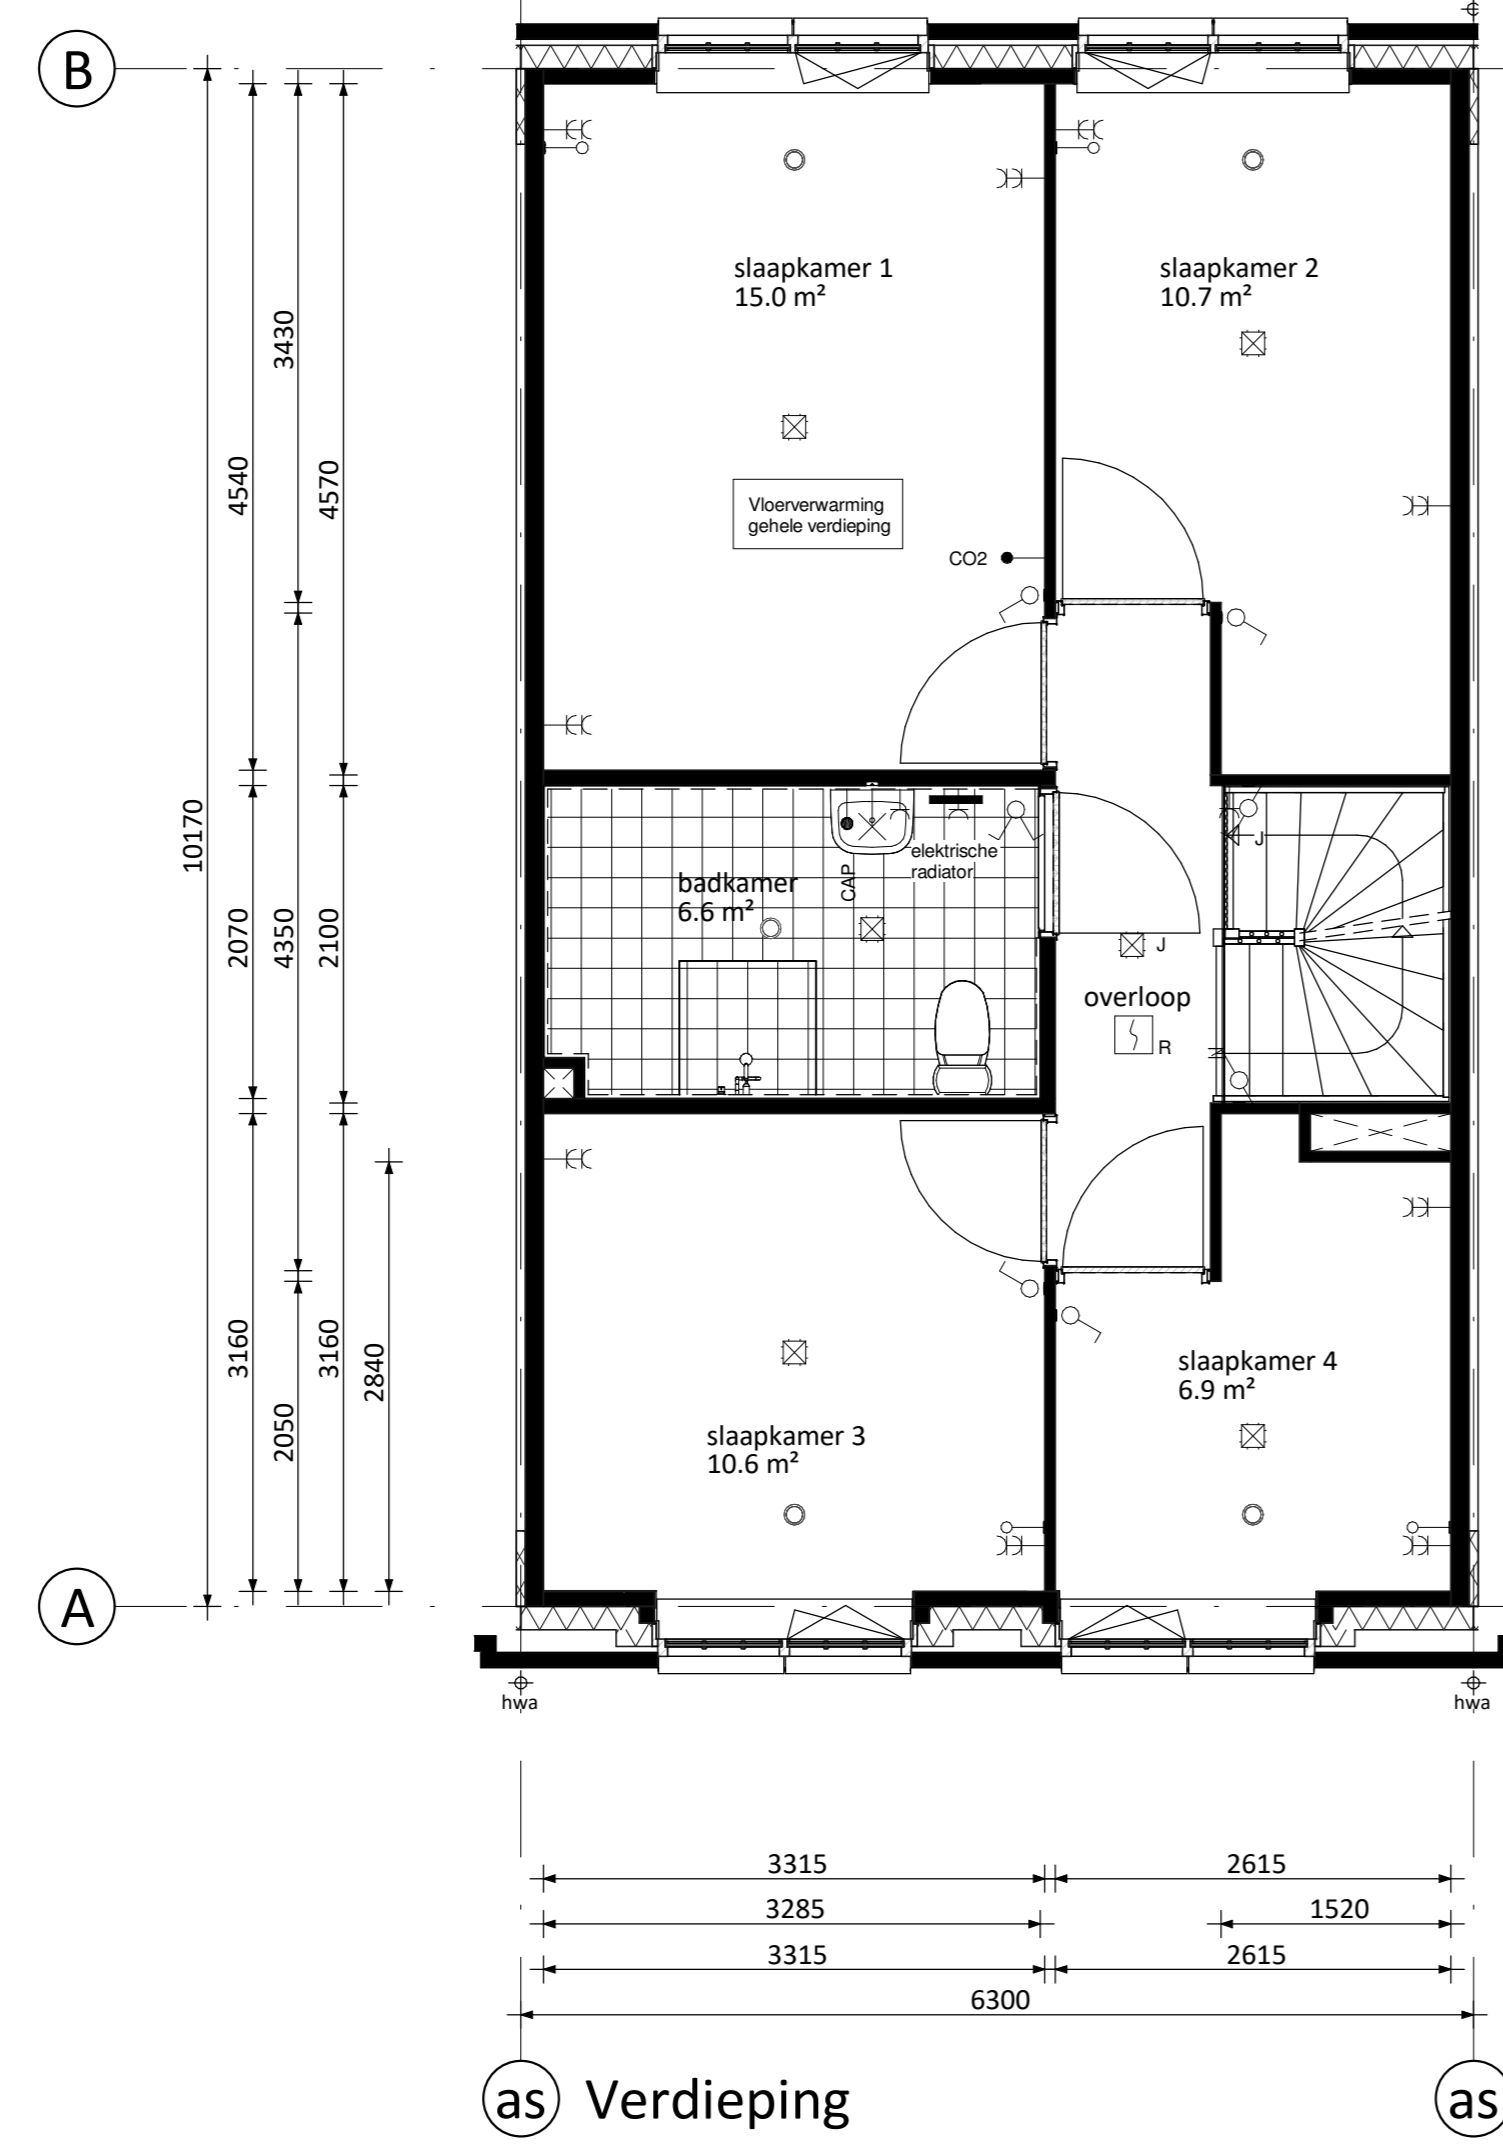 B
slaapkamer 1
15.0 m²
slaapkamer 2
10.7 m²
3430
4540
4570
Vloerverwarming
gehele verdieping
CO2
10170
2070
4350
2100
elektrische
radiator
CAP
badkamer
6.6 m²
J
J
overloop
R
3160
2050
3160
2840
slaapkamer 4
6.9 m²
slaapkamer 3
10.6 m²
A
hwa
hwa
3315
2615
3285
1520
3315
2615
6300
as
Verdieping
as